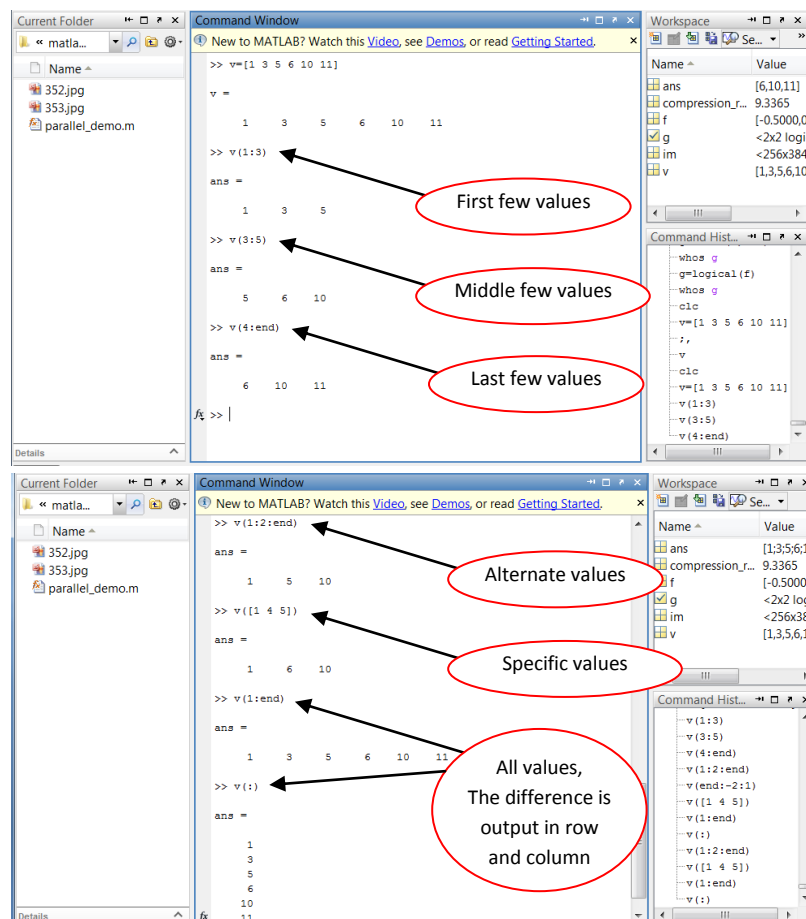 Current Folder
« matla...
Name
352.jpg
353.jpg
parallel_demo.m
Details
Command Window
New to MATLAB? Watch this Video, see Demos, or read Getting Started.
>> v=[1 3 5 6 10 11]
v =
1 3 5 6 10 11
>> v(1:3)
ans =
1 3 5
>> v(3:5)
ans =
5 6 10
>> v(4:end)
ans =
6 10 11
fx >>
First few values
Middle few values
Last few values
Workspace
Se...
Name Value
ans [6,10,11]
compression_r... 9.3365
f [-0.5000,0
g <2x2 logi
im <256x384
v [1,3,5,6,10
Command Hist...
whos g
g=logical(f)
whos g
clc
v=[1 3 5 6 10 11]
;,
v
clc
v=[1 3 5 6 10 11]
v(1:3)
v(3:5)
v(4:end)
Current Folder
« matla...
Name
352.jpg
353.jpg
parallel_demo.m
Details
Command Window
New to MATLAB? Watch this Video, see Demos, or read Getting Started.
>> v(1:2:end)
ans =
1 5 10
>> v([1 4 5])
ans =
1 6 10
>> v(1:end)
ans =
1 3 5 6 10 11
>> v(:)
ans =
1
3
5
6
10
11
fx
Alternate values
Specific values
All values,
The difference is
output in row
and column
Workspace
Se...
Name Value
ans [1;3;5;6;1
compression_r... 9.3365
f [-0.5000
g <2x2 log
im <256x38
v [1,3,5,6,1
Command Hist...
v(1:3)
v(3:5)
v(4:end)
v(1:2:end)
v(end:-2:1)
v([1 4 5])
v(1:end)
v(:)
v(1:2:end)
v([1 4 5])
v(1:end)
v(:)